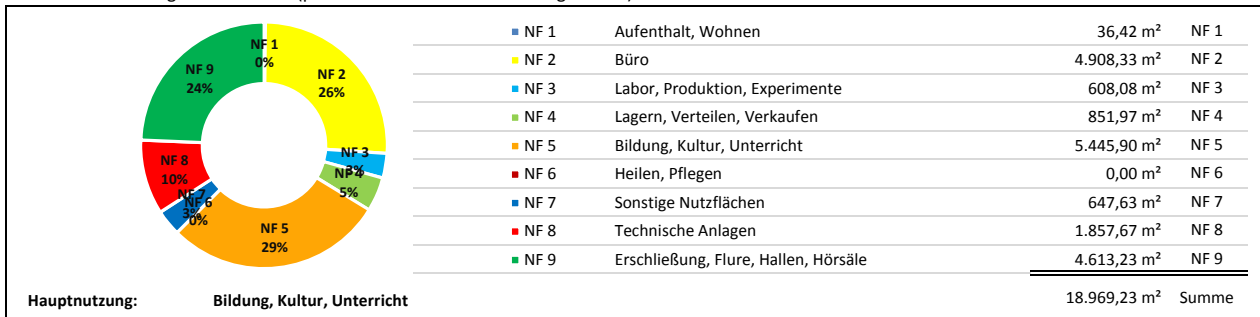 NF 1
0%
NF 2
26%
NF 3
3%
NF 4
5%
NF 5
29%
NF 6
0%
NF 7
3%
NF 8
10%
NF 9
24%
NF 1 Aufenthalt, Wohnen 36,42 m² NF 1
NF 2 Büro 4.908,33 m² NF 2
NF 3 Labor, Produktion, Experimente 608,08 m² NF 3
NF 4 Lagern, Verteilen, Verkaufen 851,97 m² NF 4
NF 5 Bildung, Kultur, Unterricht 5.445,90 m² NF 5
NF 6 Heilen, Pflegen 0,00 m² NF 6
NF 7 Sonstige Nutzflächen 647,63 m² NF 7
NF 8 Technische Anlagen 1.857,67 m² NF 8
NF 9 Erschließung, Flure, Hallen, Hörsäle 4.613,23 m² NF 9
Hauptnutzung: Bildung, Kultur, Unterricht 18.969,23 m² Summe